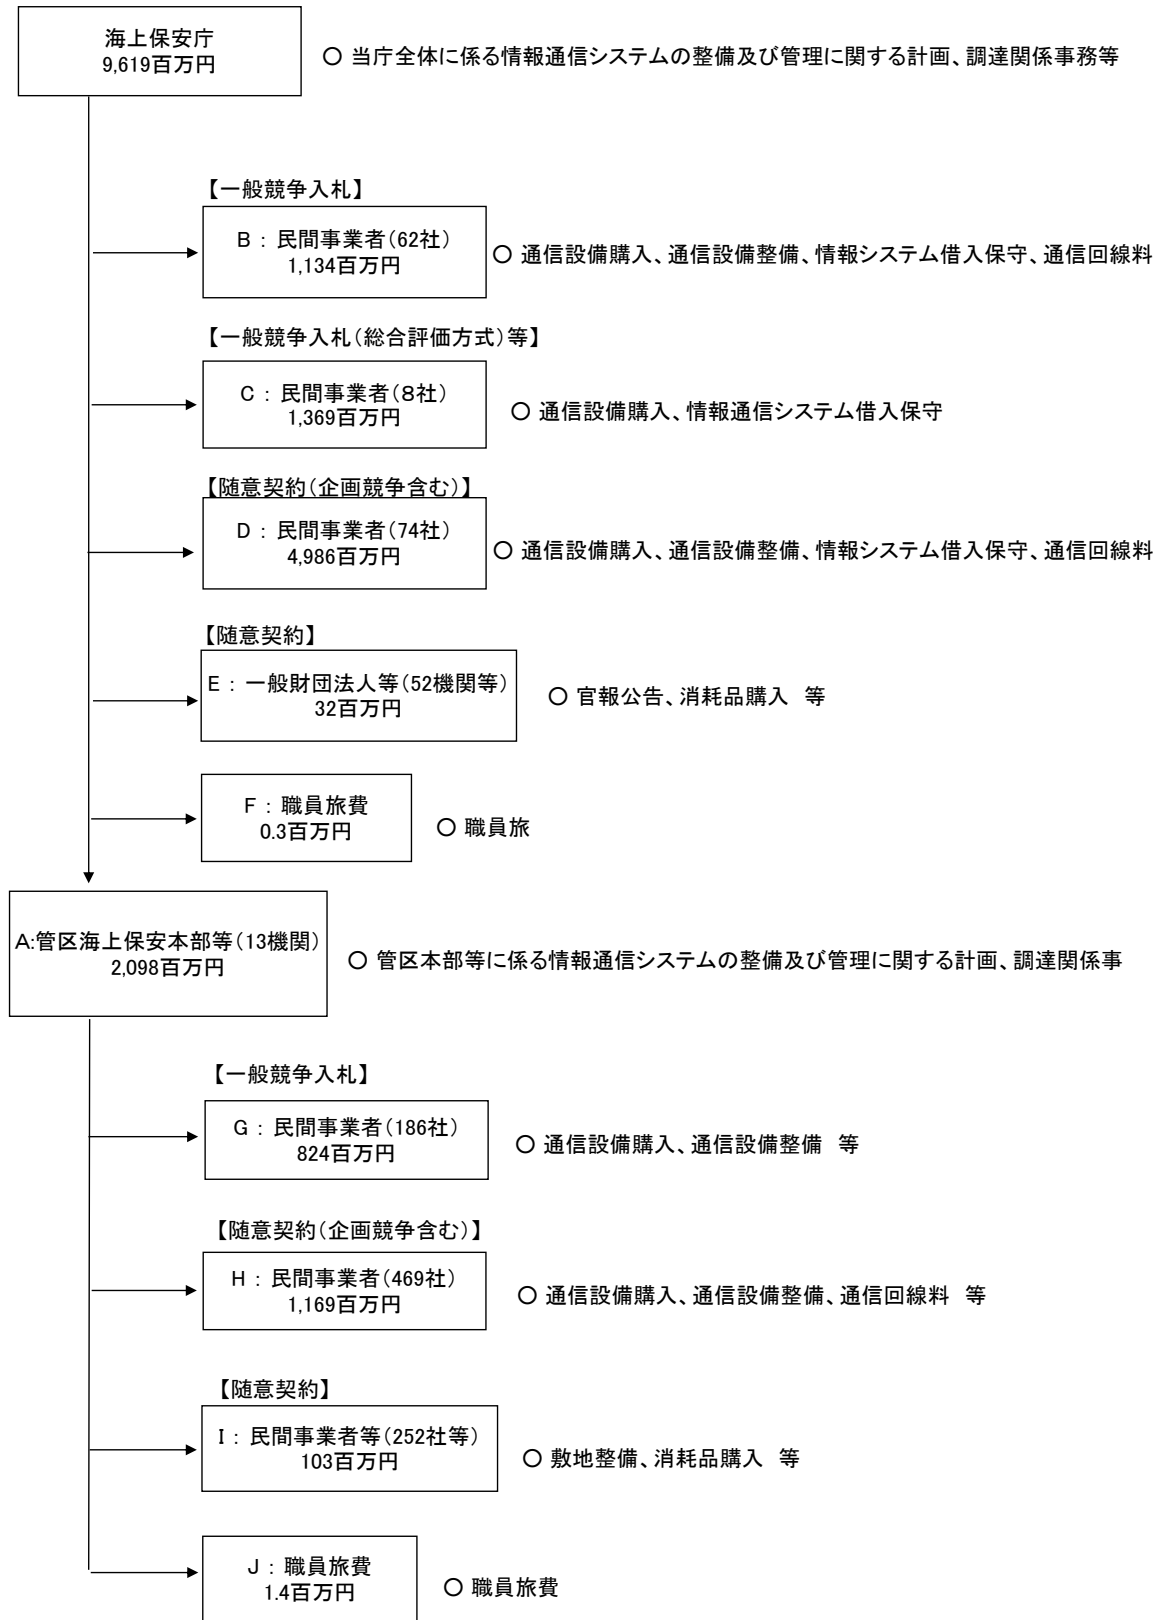 海上保安庁
9,619百万円
○ 当庁全体に係る情報通信システムの整備及び管理に関する計画、調達関係事務等
【一般競争入札】
B : 民間事業者(62社)
1,134百万円
○ 通信設備購入、通信設備整備、情報システム借入保守、通信回線料
【一般競争入札(総合評価方式)等】
C : 民間事業者(8社)
1,369百万円
○ 通信設備購入、情報通信システム借入保守
【随意契約(企画競争含む)】
D : 民間事業者(74社)
4,986百万円
○ 通信設備購入、通信設備整備、情報システム借入保守、通信回線料
【随意契約】
E : 一般財団法人等(52機関等)
32百万円
○ 官報公告、消耗品購入 等
F : 職員旅費
0.3百万円
○ 職員旅
A:管区海上保安本部等(13機関)
2,098百万円
○ 管区本部等に係る情報通信システムの整備及び管理に関する計画、調達関係事
【一般競争入札】
G : 民間事業者(186社)
824百万円
○ 通信設備購入、通信設備整備 等
【随意契約(企画競争含む)】
H : 民間事業者(469社)
1,169百万円
○ 通信設備購入、通信設備整備、通信回線料 等
【随意契約】
I : 民間事業者等(252社等)
103百万円
○ 敷地整備、消耗品購入 等
J : 職員旅費
1.4百万円
○ 職員旅費